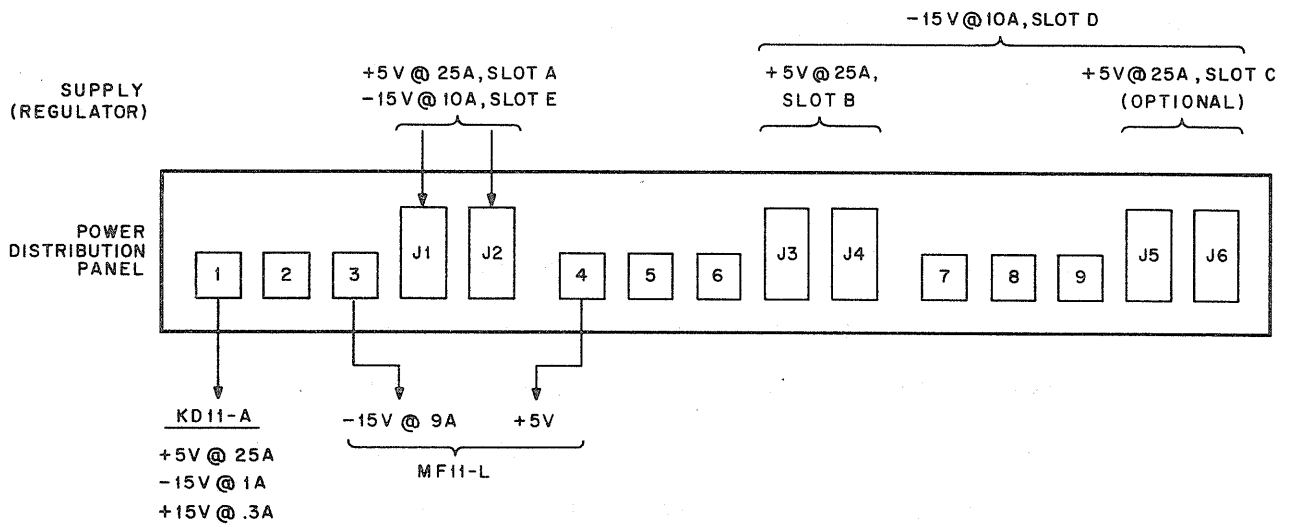 -15V@10A, SLOT D
SUPPLY
(REGULATOR)
+5V @ 25A, SLOT A
-15V@ 10A, SLOT E
+5V@25A,
SLOT B
+5V@25A, SLOT C
(OPTIONAL)
POWER
DISTRIBUTION
PANEL
1 2 3 J1 J2 4 5 6 J3 J4 7 8 9 J5 J6
KD11-A
+5V @ 25A
-15V @ 1A
+15V @ .3A
-15V @ 9A +5V
MF11-L